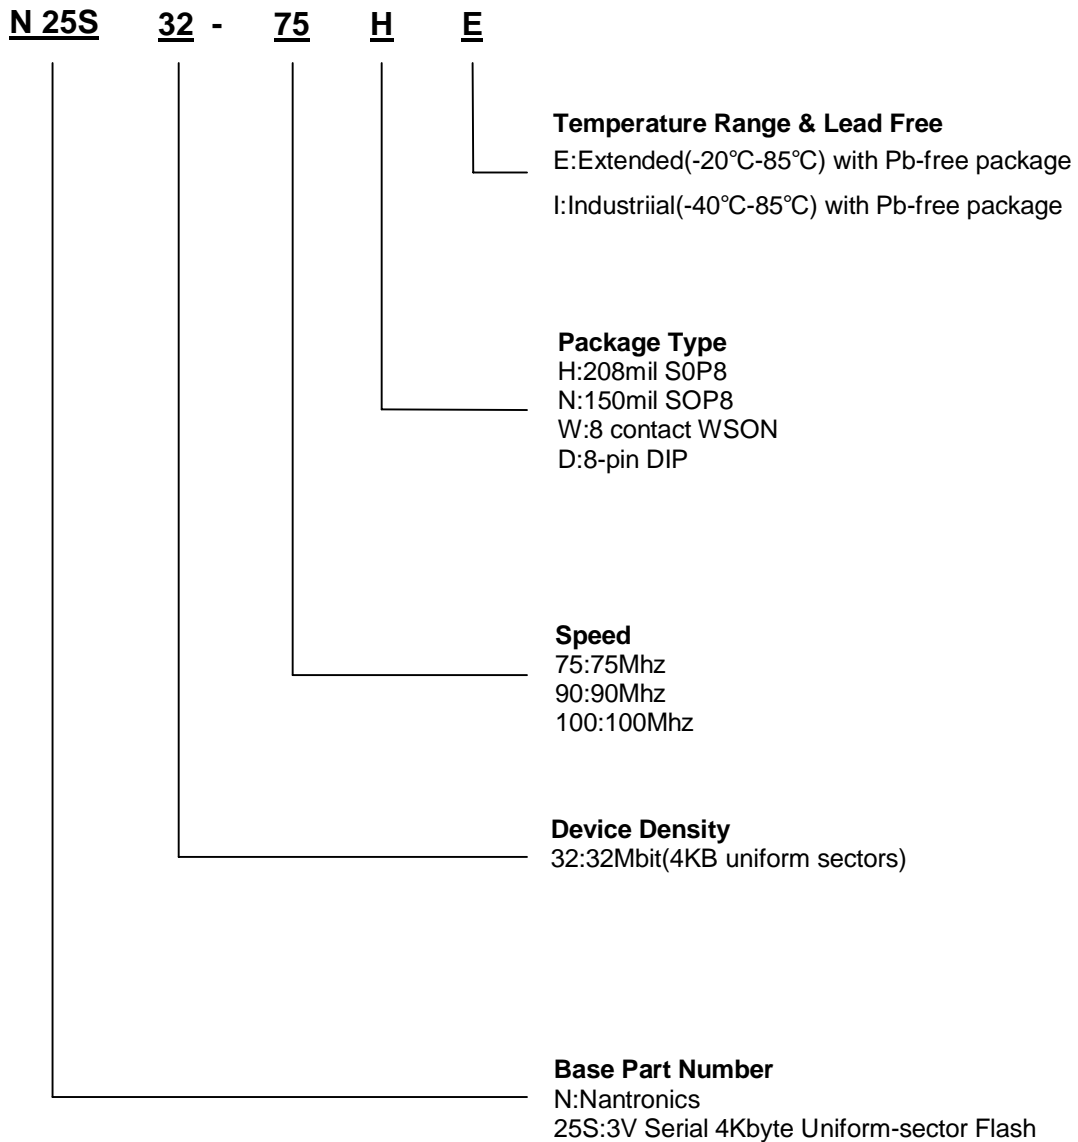 N 25S 32 - 75 H E
Temperature Range & Lead Free
E:Extended(-20℃-85℃) with Pb-free package
I:Industriial(-40℃-85℃) with Pb-free package
Package Type
H:208mil S0P8
N:150mil SOP8
W:8 contact WSON
D:8-pin DIP
Speed
75:75Mhz
90:90Mhz
100:100Mhz
Device Density
32:32Mbit(4KB uniform sectors)
Base Part Number
N:Nantronics
25S:3V Serial 4Kbyte Uniform-sector Flash